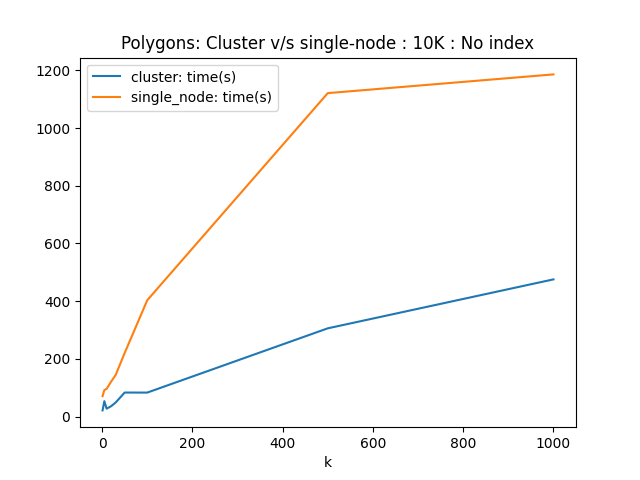 Polygons: Cluster v/s single-node : 10K : No index
cluster: time(s)
single_node: time(s)
1200
1000
800
600
400
200
0
0 200 400 600 800 1000
k